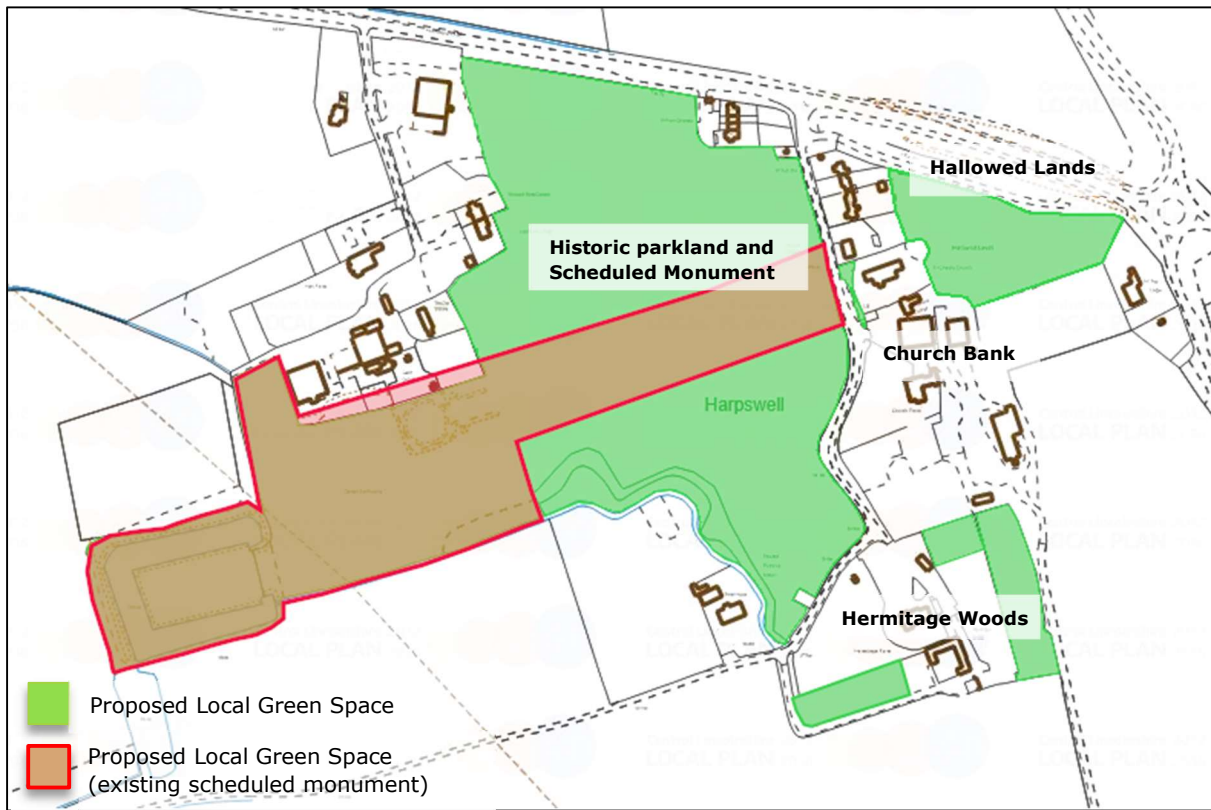 Hallowed Lands
Historic parkland and
Scheduled Monument
Church Bank
Harpswell
Hermitage Woods
Proposed Local Green Space
Proposed Local Green Space
(existing scheduled monument)